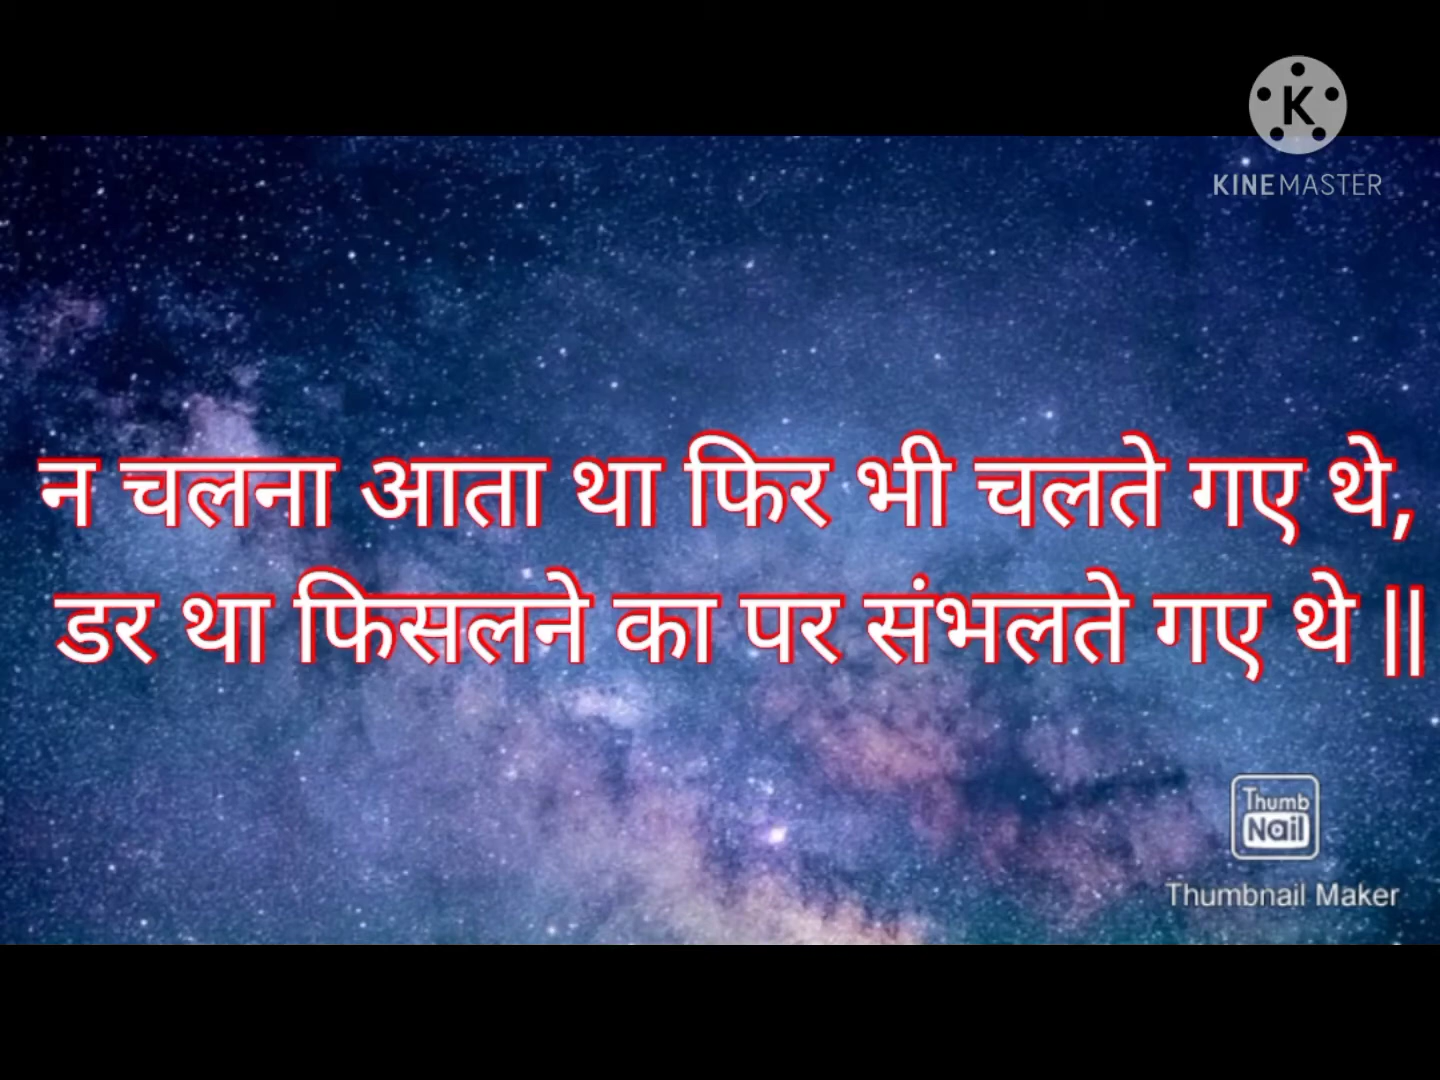 K
KINEMASTER
न चलना आता था फिर भी चलते गए थे,
डर था फिसलने का पर संभलते गए थे ||
Thumb
Nail
Thumbnail Maker